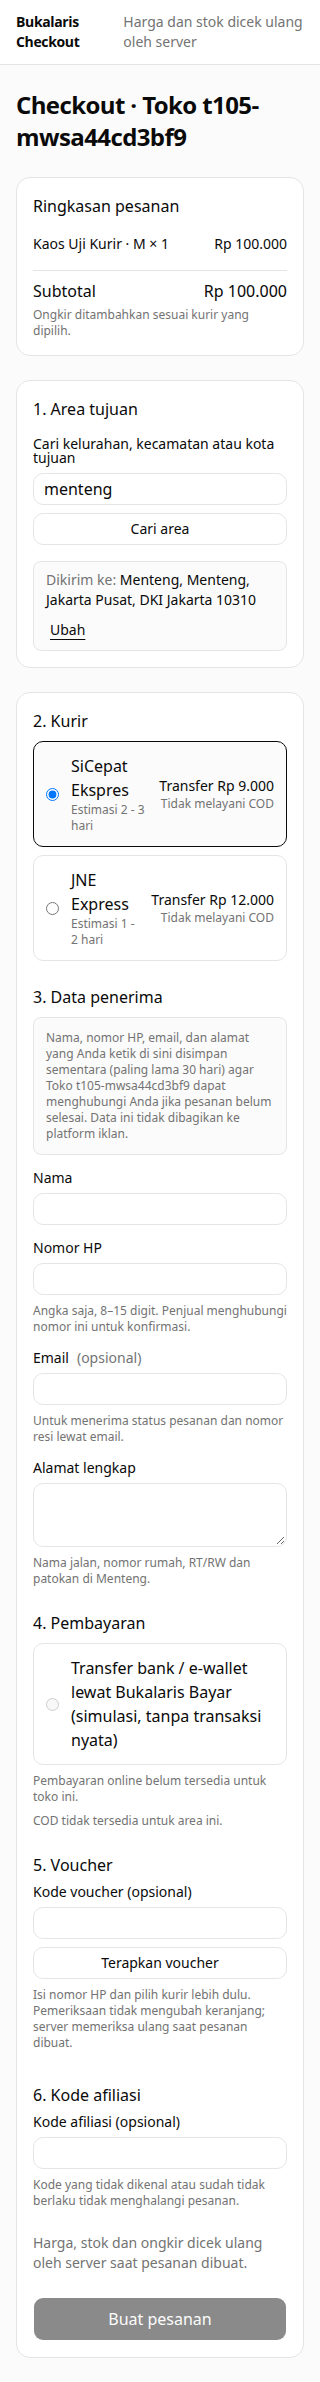 Bukalaris
Checkout
Harga dan stok dicek ulang
oleh server
Checkout · Toko t105-
mwsa44cd3bf9
Ringkasan pesanan
Kaos Uji Kurir · M × 1 Rp 100.000
Subtotal Rp 100.000
Ongkir ditambahkan sesuai kurir yang
dipilih.
1. Area tujuan
Cari kelurahan, kecamatan atau kota
tujuan
menteng
Cari area
Dikirim ke: Menteng, Menteng,
Jakarta Pusat, DKI Jakarta 10310
Ubah
2. Kurir
SiCepat
Ekspres
Estimasi 2 - 3
hari
Transfer Rp 9.000
Tidak melayani COD
JNE
Express
Estimasi 1 -
2 hari
Transfer Rp 12.000
Tidak melayani COD
3. Data penerima
Nama, nomor HP, email, dan alamat
yang Anda ketik di sini disimpan
sementara (paling lama 30 hari) agar
Toko t105-mwsa44cd3bf9 dapat
menghubungi Anda jika pesanan belum
selesai. Data ini tidak dibagikan ke
platform iklan.
Nama
Nomor HP
Angka saja, 8–15 digit. Penjual menghubungi
nomor ini untuk konfirmasi.
Email (opsional)
Untuk menerima status pesanan dan nomor
resi lewat email.
Alamat lengkap
Nama jalan, nomor rumah, RT/RW dan
patokan di Menteng.
4. Pembayaran
Transfer bank / e-wallet
lewat Bukalaris Bayar
(simulasi, tanpa transaksi
nyata)
Pembayaran online belum tersedia untuk
toko ini.
COD tidak tersedia untuk area ini.
5. Voucher
Kode voucher (opsional)
Terapkan voucher
Isi nomor HP dan pilih kurir lebih dulu.
Pemeriksaan tidak mengubah keranjang;
server memeriksa ulang saat pesanan
dibuat.
6. Kode afiliasi
Kode afiliasi (opsional)
Kode yang tidak dikenal atau sudah tidak
berlaku tidak menghalangi pesanan.
Harga, stok dan ongkir dicek ulang
oleh server saat pesanan dibuat.
Buat pesanan